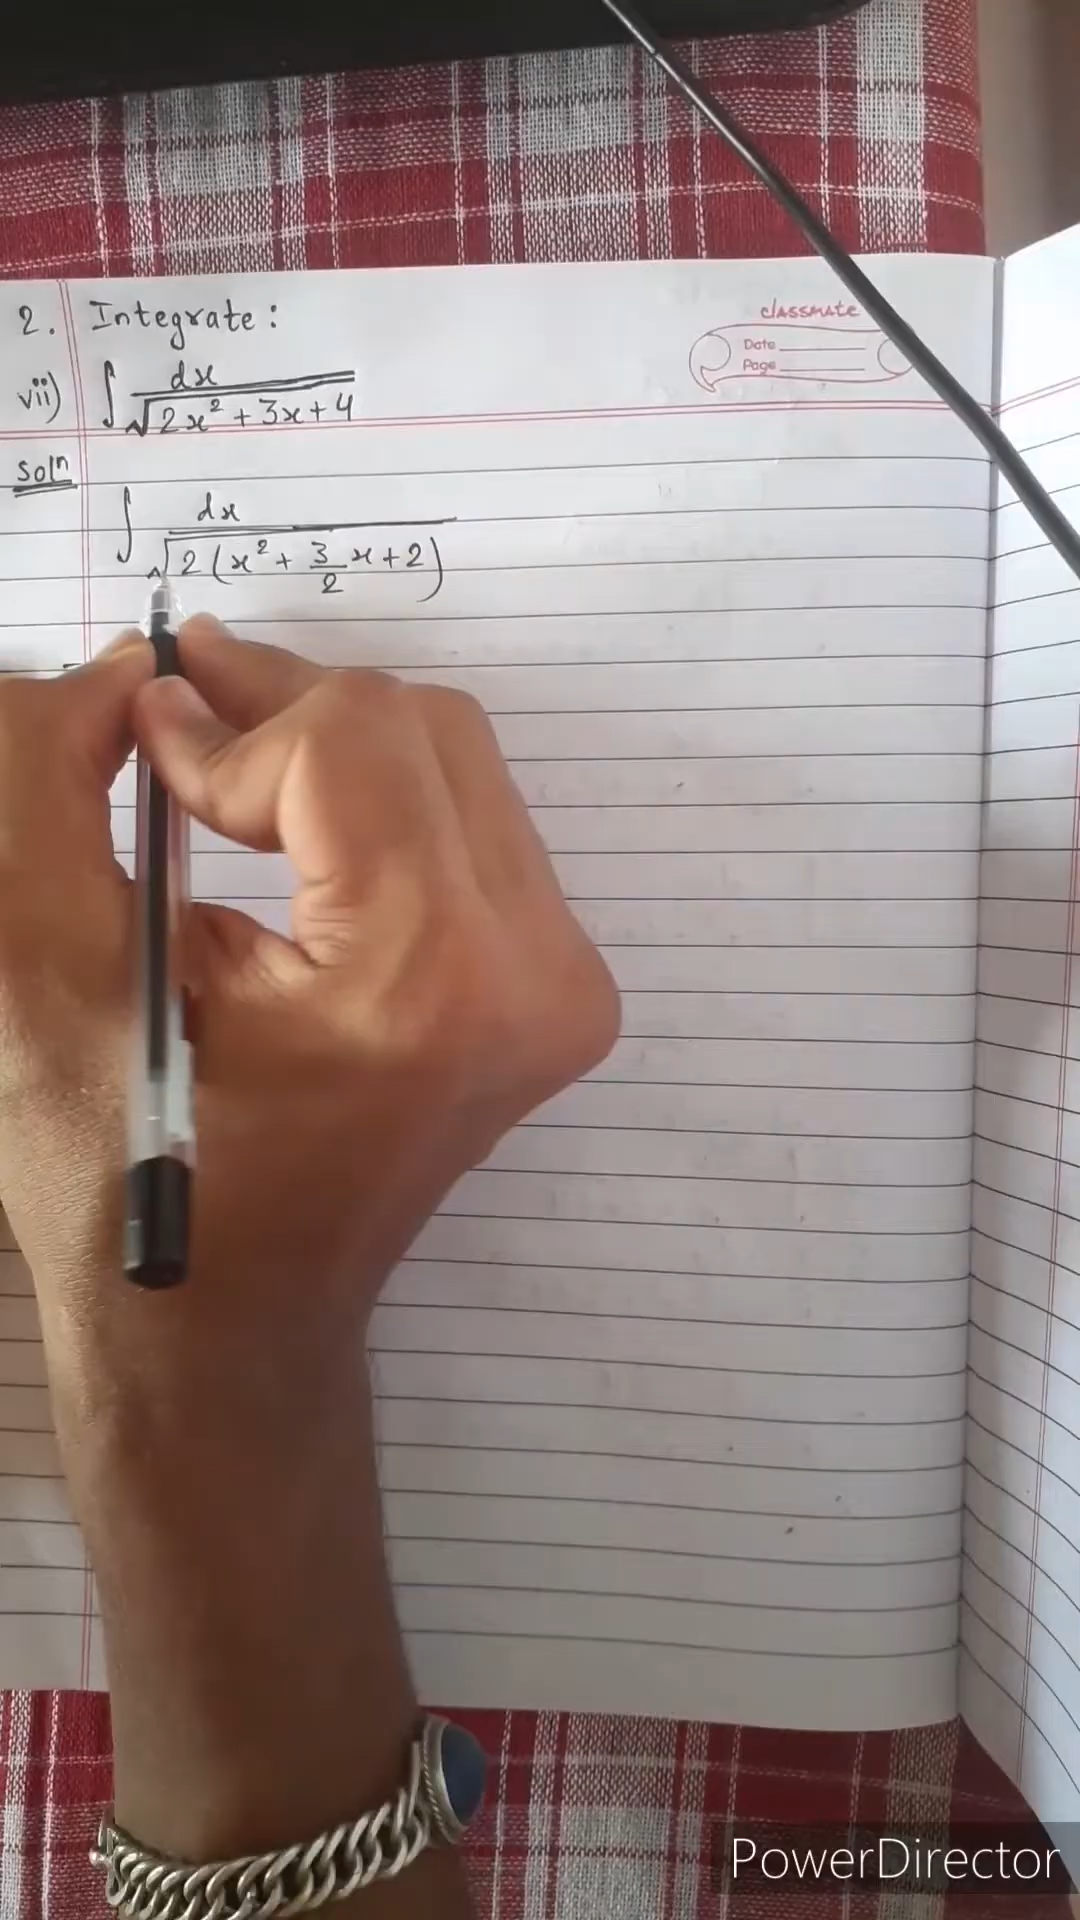 2. Integrate:
classmate
Date
Page
vii) ∫ dx / √(2x² + 3x + 4)
Solⁿ
∫ dx / √(2(x² + 3/2 x + 2))
PowerDirector